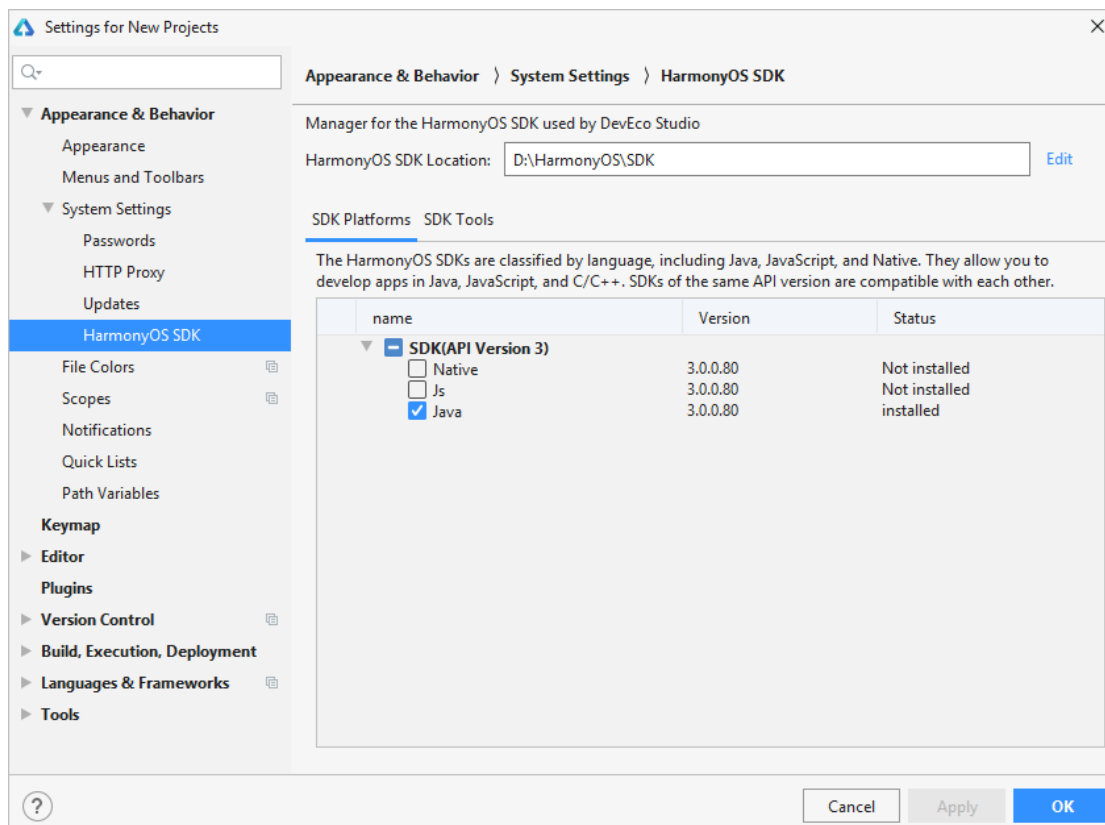 Settings for New Projects
Appearance & Behavior
Appearance
Menus and Toolbars
System Settings
Passwords
HTTP Proxy
Updates
HarmonyOS SDK
File Colors
Scopes
Notifications
Quick Lists
Path Variables
Keymap
Editor
Plugins
Version Control
Build, Execution, Deployment
Languages & Frameworks
Tools
Appearance & Behavior 〉 System Settings 〉 HarmonyOS SDK
Manager for the HarmonyOS SDK used by DevEco Studio
HarmonyOS SDK Location: D:\HarmonyOS\SDK Edit
SDK Platforms SDK Tools
The HarmonyOS SDKs are classified by language, including Java, JavaScript, and Native. They allow you to
develop apps in Java, JavaScript, and C/C++. SDKs of the same API version are compatible with each other.
name Version Status
SDK(API Version 3)
Native 3.0.0.80 Not installed
Js 3.0.0.80 Not installed
Java 3.0.0.80 installed
? Cancel Apply OK